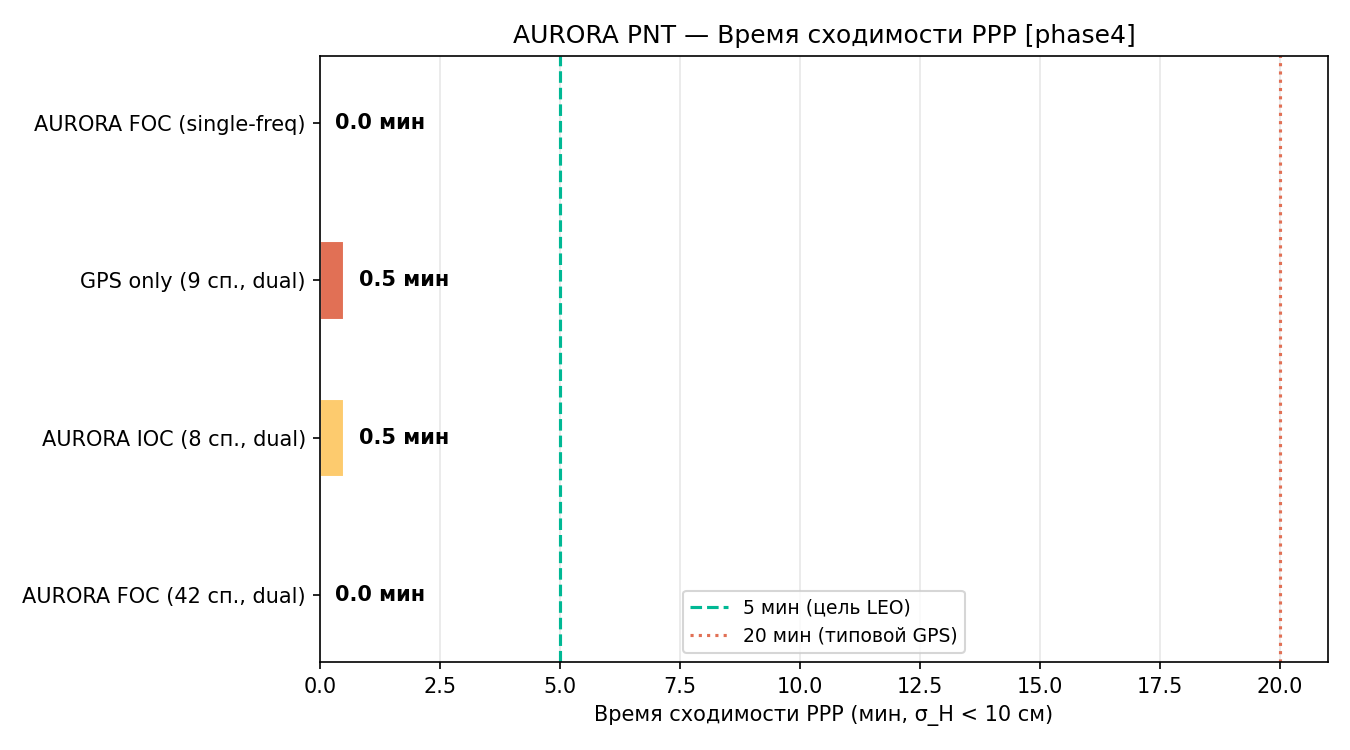 AURORA PNT — Время сходимости PPP [phase4]
AURORA FOC (single-freq)
0.0 мин
GPS only (9 сп., dual)
0.5 мин
AURORA IOC (8 сп., dual)
0.5 мин
AURORA FOC (42 сп., dual)
0.0 мин
5 мин (цель LEO)
20 мин (типовой GPS)
0.0 2.5 5.0 7.5 10.0 12.5 15.0 17.5 20.0
Время сходимости PPP (мин, σ_H < 10 см)